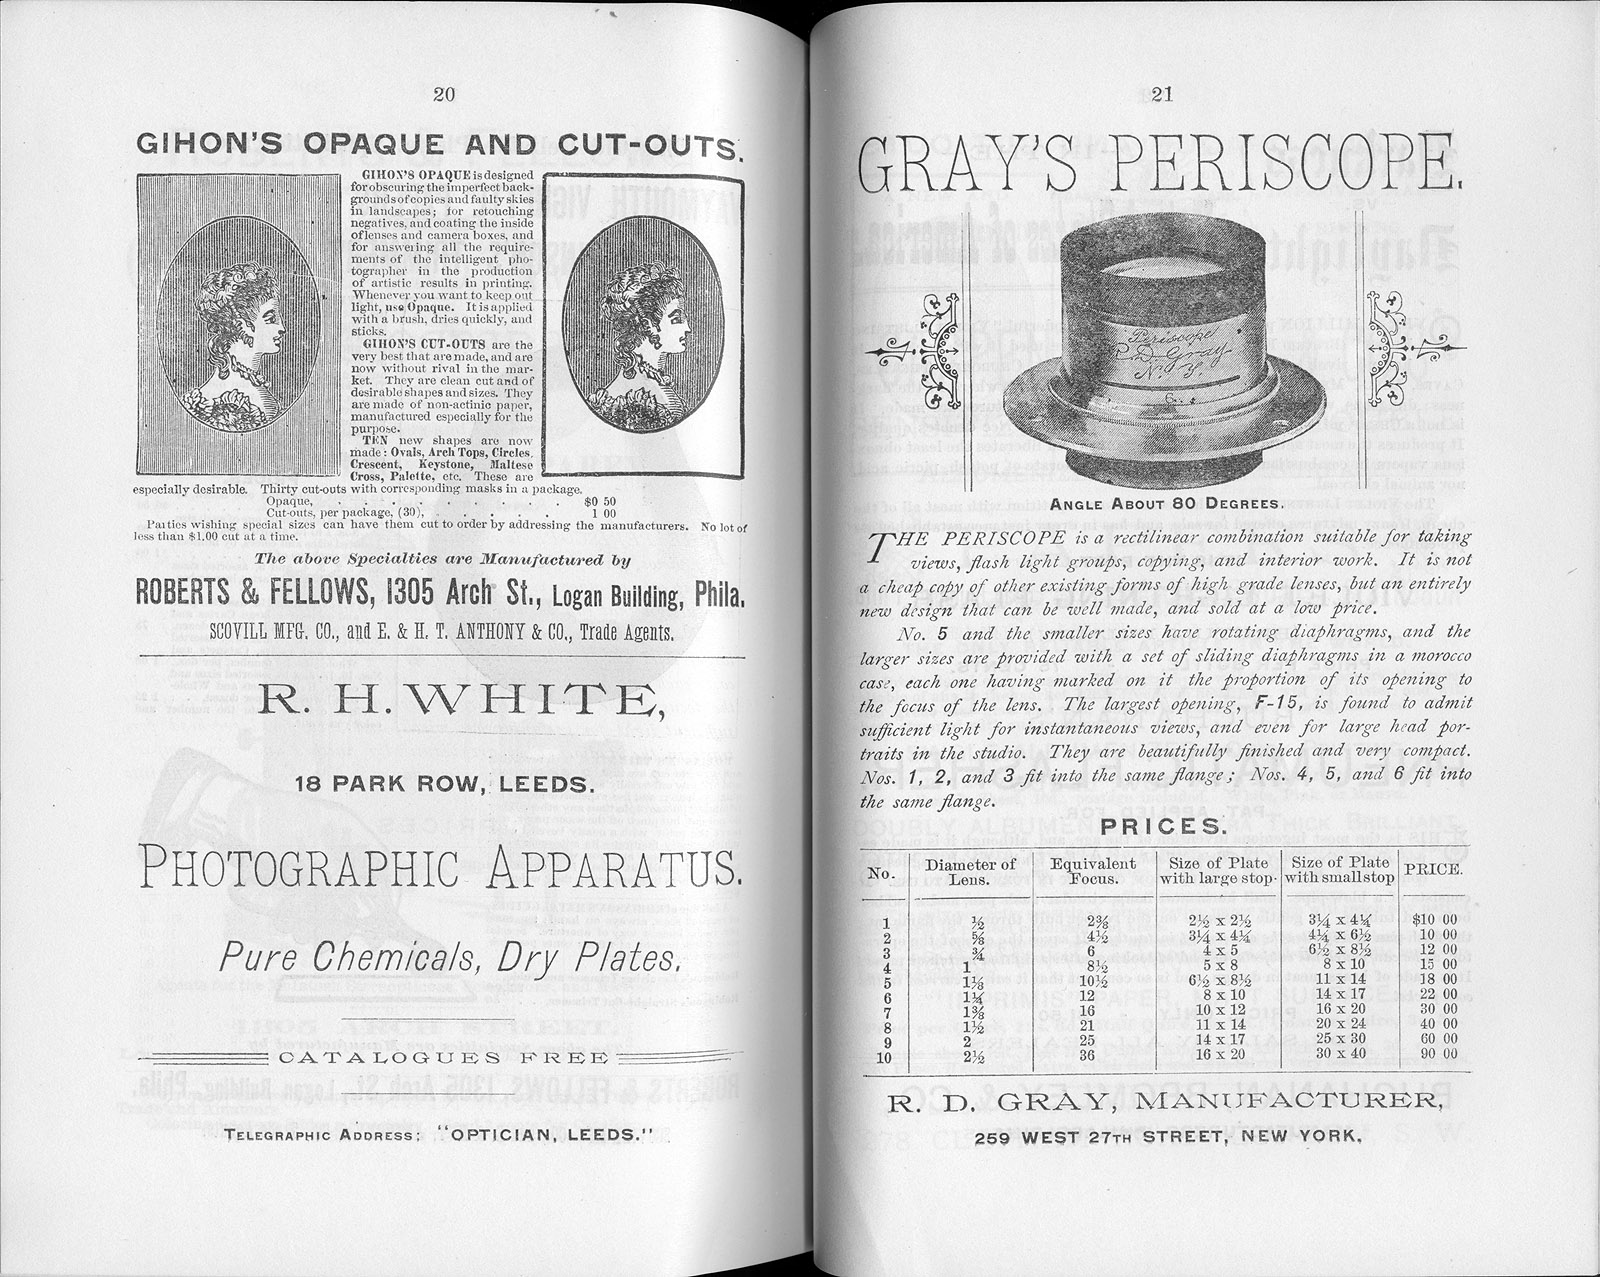 20
GIHON'S OPAQUE AND CUT-OUTS.
GIHON'S OPAQUE is designed
for obscuring the imperfect back-
grounds of copies and faulty skies
in landscapes; for retouching
negatives, and coating the inside
of lenses and camera boxes, and
for answering all the require-
ments of the intelligent pho-
tographer in the production
of artistic results in printing.
Whenever you want to keep out
light, use Opaque. It is applied
with a brush, dries quickly, and
sticks.
GIHON'S CUT-OUTS are the
very best that are made, and are
now without rival in the mar-
ket. They are clean cut and of
desirable shapes and sizes. They
are made of non-actinic paper,
manufactured especially for the
purpose.
TEN new shapes are now
made: Ovals, Arch Tops, Circles,
Crescent, Keystone, Maltese
Cross, Palette, etc. These are
especially desirable. Thirty cut-outs with corresponding masks in a package.
Opaque, . . . . . . . . . $0 50
Cut-outs, per package, (30), . . . . . 1 00
Parties wishing special sizes can have them cut to order by addressing the manufacturers. No lot of
less than $1.00 cut at a time.
The above Specialties are Manufactured by
ROBERTS & FELLOWS, 1305 Arch St., Logan Building, Phila.
SCOVILL MFG. CO., and E. & H. T. ANTHONY & CO., Trade Agents.
R. H. WHITE,
18 PARK ROW, LEEDS.
PHOTOGRAPHIC APPARATUS.
Pure Chemicals, Dry Plates.
CATALOGUES FREE
TELEGRAPHIC ADDRESS: "OPTICIAN, LEEDS."
21
GRAY'S PERISCOPE.
Periscope
R. D. Gray
N. Y.
6.
ANGLE ABOUT 80 DEGREES.
THE PERISCOPE is a rectilinear combination suitable for taking
views, flash light groups, copying, and interior work. It is not
a cheap copy of other existing forms of high grade lenses, but an entirely
new design that can be well made, and sold at a low price.
No. 5 and the smaller sizes have rotating diaphragms, and the
larger sizes are provided with a set of sliding diaphragms in a morocco
case, each one having marked on it the proportion of its opening to
the focus of the lens. The largest opening, F-15, is found to admit
sufficient light for instantaneous views, and even for large head por-
traits in the studio. They are beautifully finished and very compact.
Nos. 1, 2, and 3 fit into the same flange; Nos. 4, 5, and 6 fit into
the same flange.
PRICES.
No. Diameter of Lens. Equivalent Focus. Size of Plate with large stop. Size of Plate with small stop PRICE.
1 ½ 2⅜ 2½ x 2½ 3¼ x 4¼ $10 00
2 ⅝ 4½ 3¼ x 4¼ 4¼ x 6½ 10 00
3 ¾ 6 4 x 5 6½ x 8½ 12 00
4 1 8½ 5 x 8 8 x 10 15 00
5 1⅛ 10½ 6½ x 8½ 11 x 14 18 00
6 1¼ 12 8 x 10 14 x 17 22 00
7 1⅜ 16 10 x 12 16 x 20 30 00
8 1½ 21 11 x 14 20 x 24 40 00
9 2 25 14 x 17 25 x 30 60 00
10 2½ 36 16 x 20 30 x 40 90 00
R. D. GRAY, MANUFACTURER,
259 WEST 27TH STREET, NEW YORK.